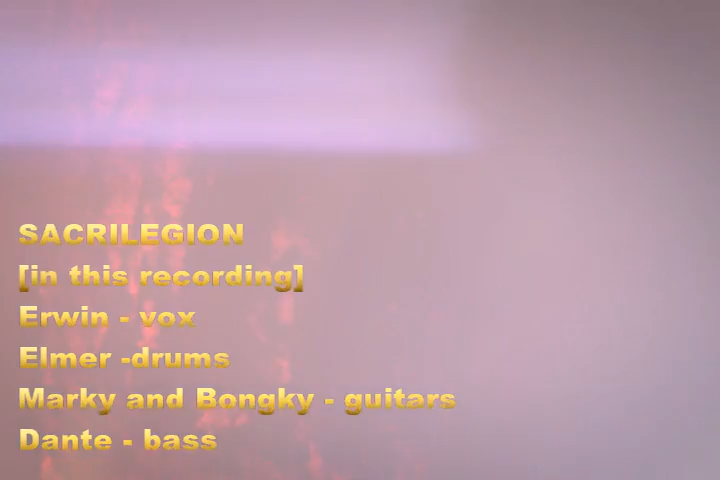 SACRILEGION
[in this recording]
Erwin - vox
Elmer -drums
Marky and Bongky - guitars
Dante - bass